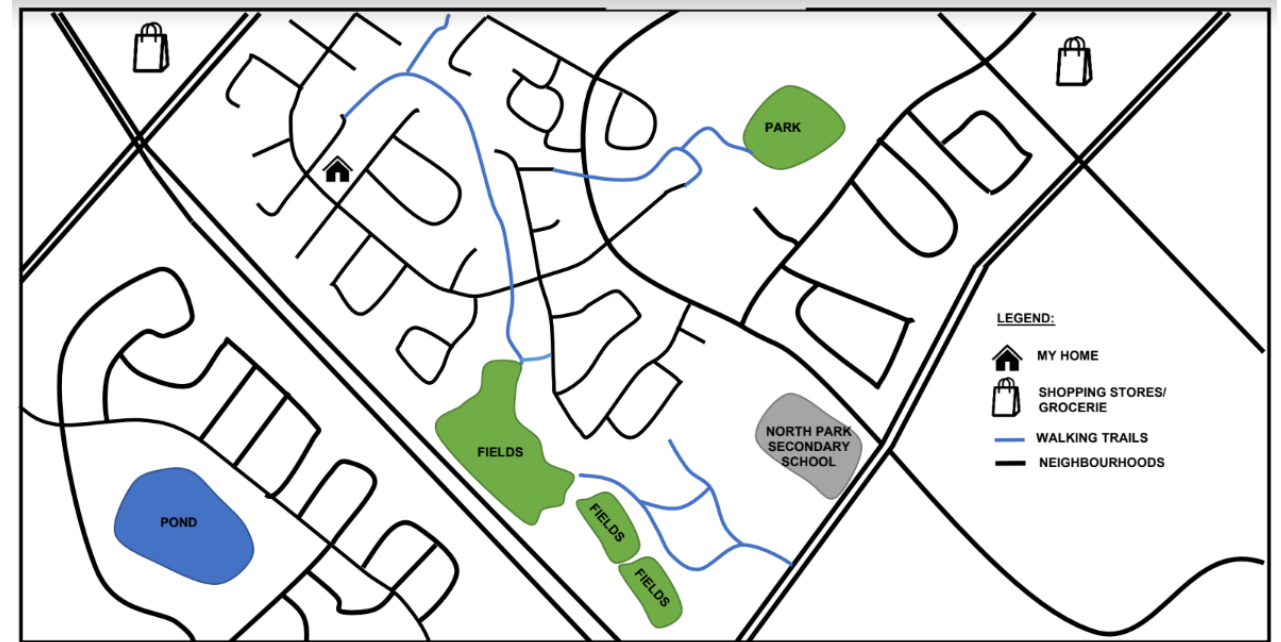 PARK
LEGEND:
MY HOME
SHOPPING STORES/
GROCERIE
WALKING TRAILS
NEIGHBOURHOODS
NORTH PARK
SECONDARY
SCHOOL
FIELDS
FIELDS
FIELDS
POND